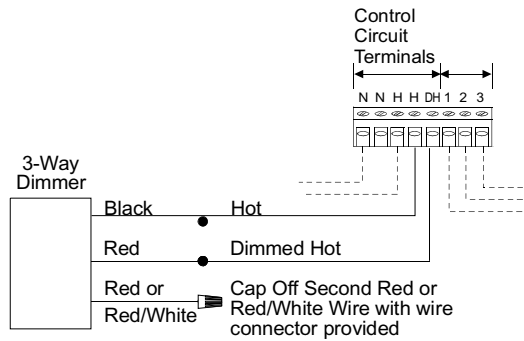 Control
Circuit
Terminals
N N H H DH 1 2 3
3-Way
Dimmer
Black
Hot
Red
Dimmed Hot
Red or
Red/White
Cap Off Second Red or
Red/White Wire with wire
connector provided